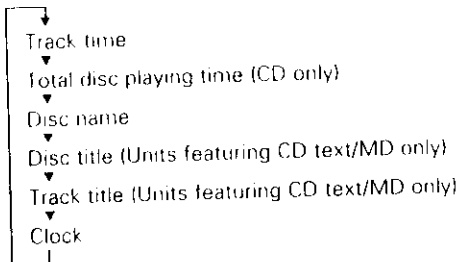 Track time
Total disc playing time (CD only)
Disc name
Disc title (Units featuring CD text/MD only)
Track title (Units featuring CD text/MD only)
Clock